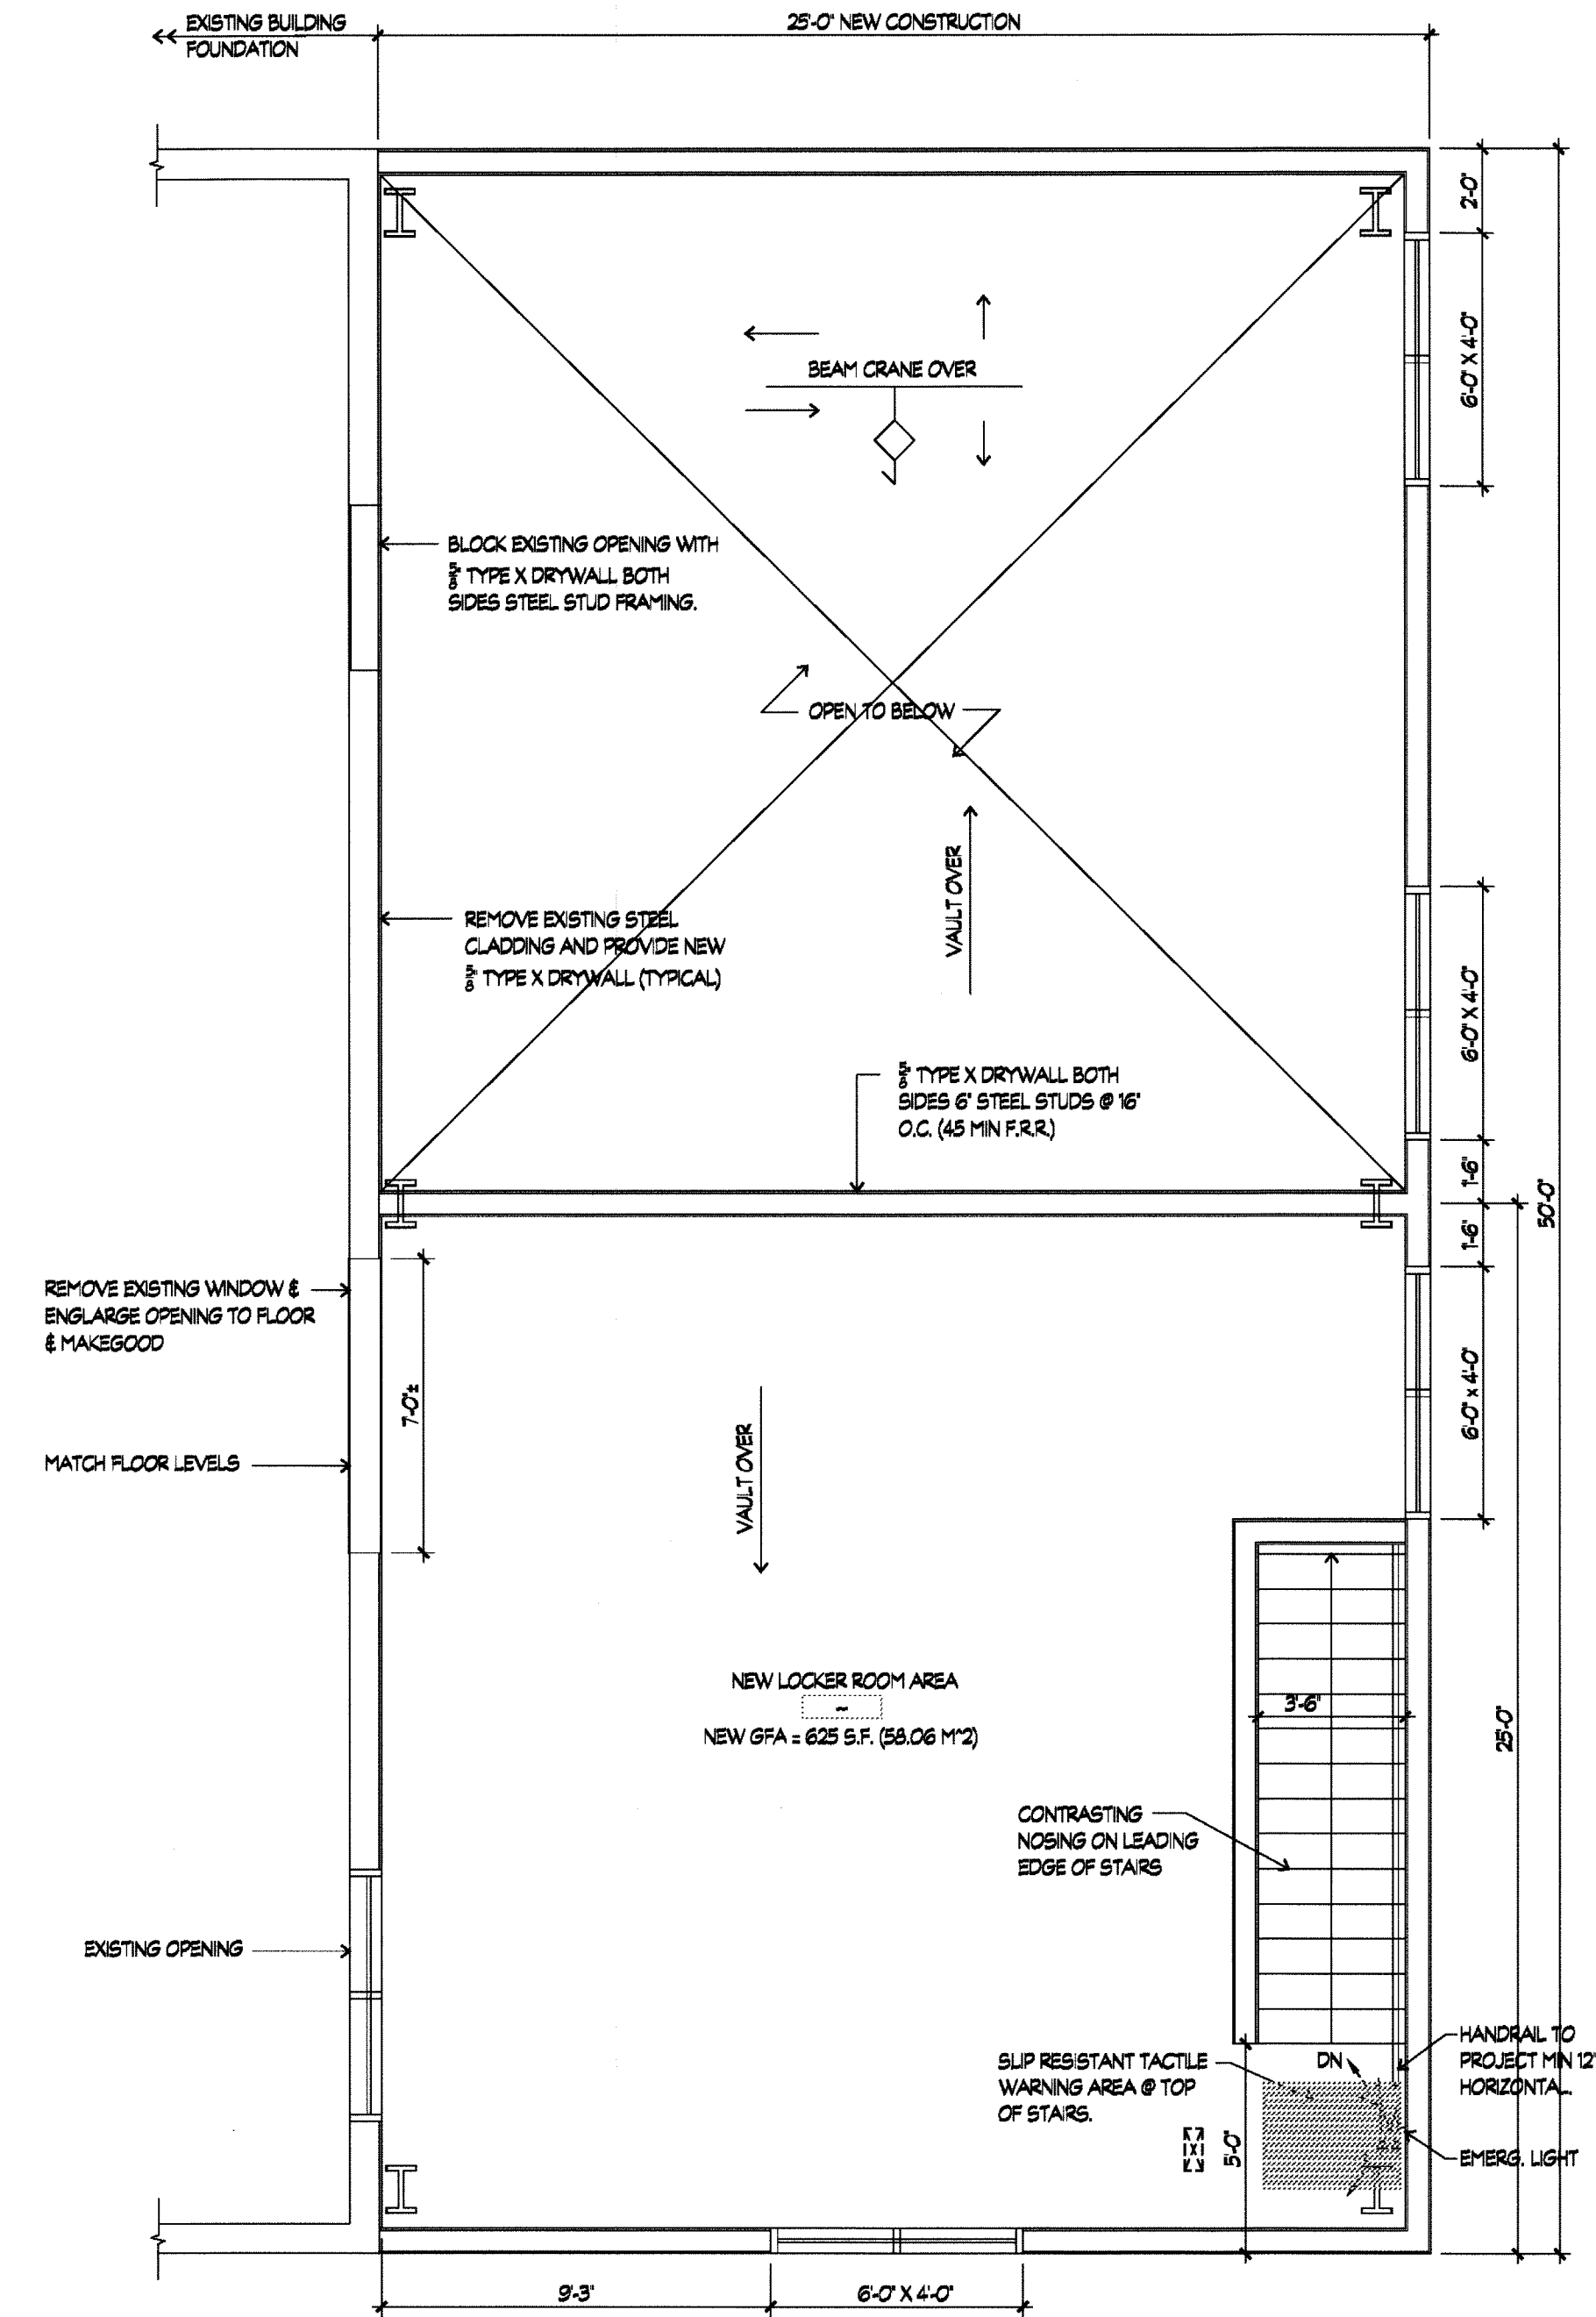 EXISTING BUILDING
FOUNDATION
25'-0" NEW CONSTRUCTION
2'-0"
6'-0" X 4'-0"
BEAM CRANE OVER
BLOCK EXISTING OPENING WITH
5/8" TYPE X DRYWALL BOTH
SIDES STEEL STUD FRAMING.
OPEN TO BELOW
VAULT OVER
REMOVE EXISTING STEEL
CLADDING AND PROVIDE NEW
5/8" TYPE X DRYWALL (TYPICAL)
6'-0" X 4'-0"
5/8" TYPE X DRYWALL BOTH
SIDES 6" STEEL STUDS @ 16"
O.C. (45 MIN F.R.R.)
1'-6"
50'-0"
1'-6"
REMOVE EXISTING WINDOW &
ENGLARGE OPENING TO FLOOR
& MAKEGOOD
7'-0"±
6'-0" x 4'-0"
MATCH FLOOR LEVELS
VAULT OVER
NEW LOCKER ROOM AREA
~
NEW GFA = 625 S.F. (58.06 M^2)
3'-6"
25'-0"
CONTRASTING
NOSING ON LEADING
EDGE OF STAIRS
EXISTING OPENING
SLIP RESISTANT TACTILE
WARNING AREA @ TOP
OF STAIRS.
DN
HANDRAIL TO
PROJECT MIN 12"
HORIZONTAL.
5'-0"
EMERG. LIGHT
9'-3"
6'-0" X 4'-0"